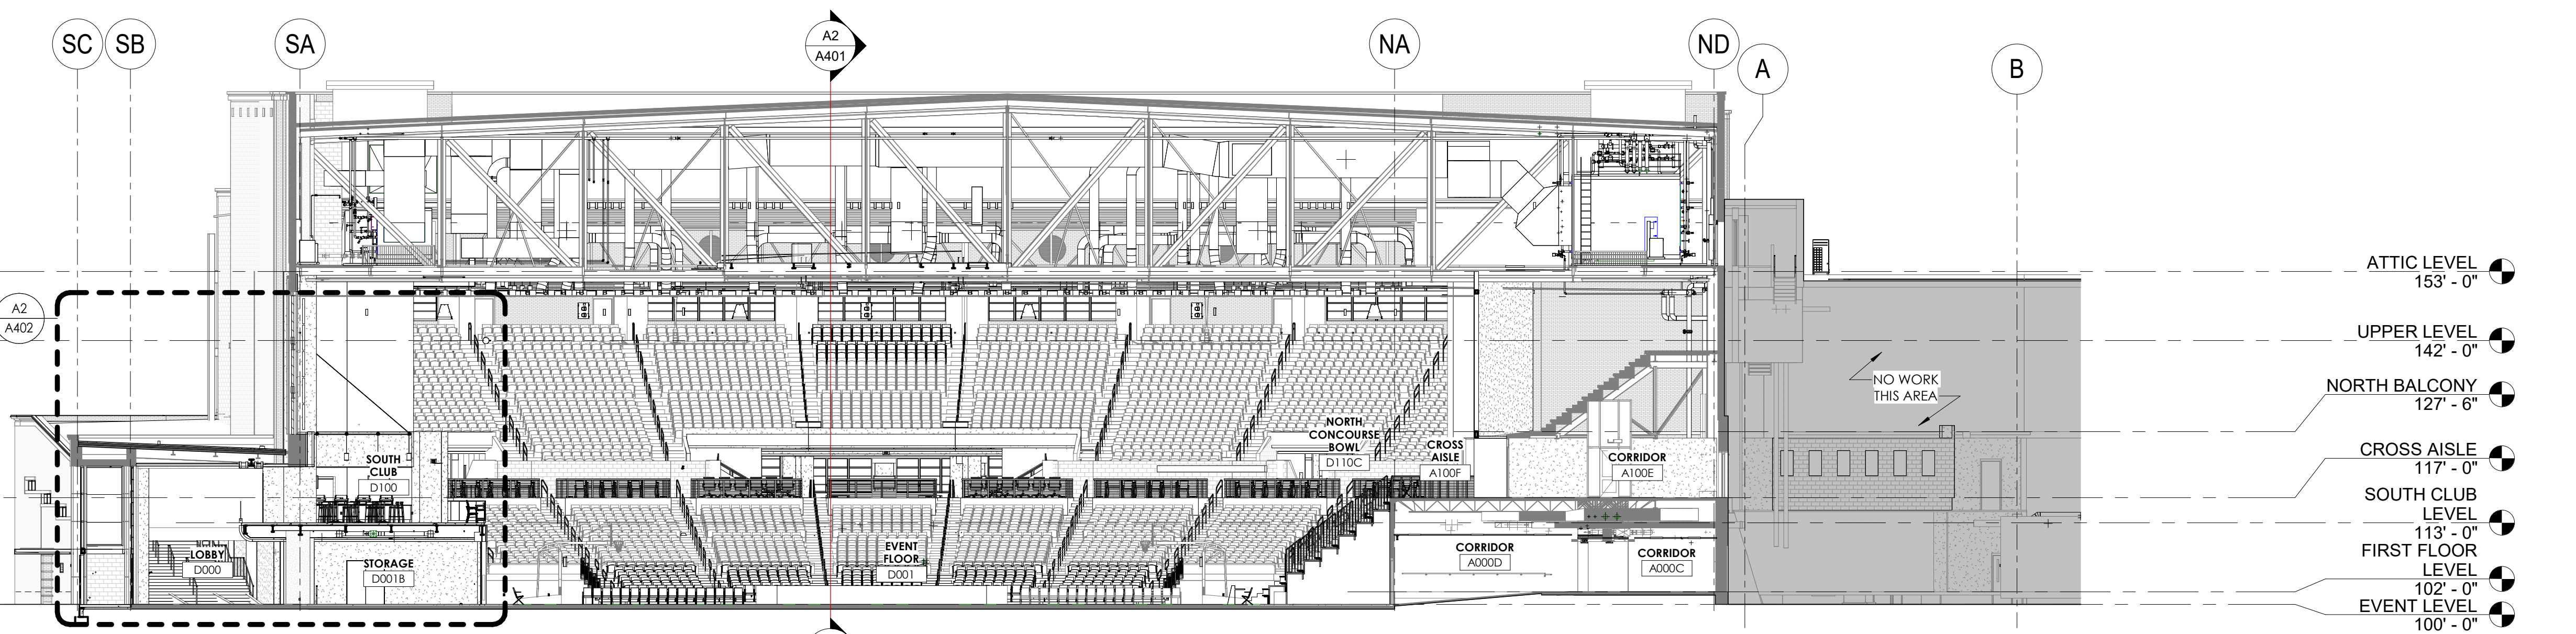 SC
SB
SA
A2
A401
NA
ND
A
B
A2
A402
ATTIC LEVEL
153' - 0"
UPPER LEVEL
142' - 0"
NORTH BALCONY
127' - 6"
CROSS AISLE
117' - 0"
SOUTH CLUB
LEVEL
113' - 0"
FIRST FLOOR
LEVEL
102' - 0"
EVENT LEVEL
100' - 0"
NO WORK
THIS AREA
NORTH
CONCOURSE
BOWL
D110C
CROSS
AISLE
A100F
CORRIDOR
A100E
SOUTH
CLUB
D100
LOBBY
D000
STORAGE
D001B
EVENT
FLOOR
D001
CORRIDOR
A000D
CORRIDOR
A000C